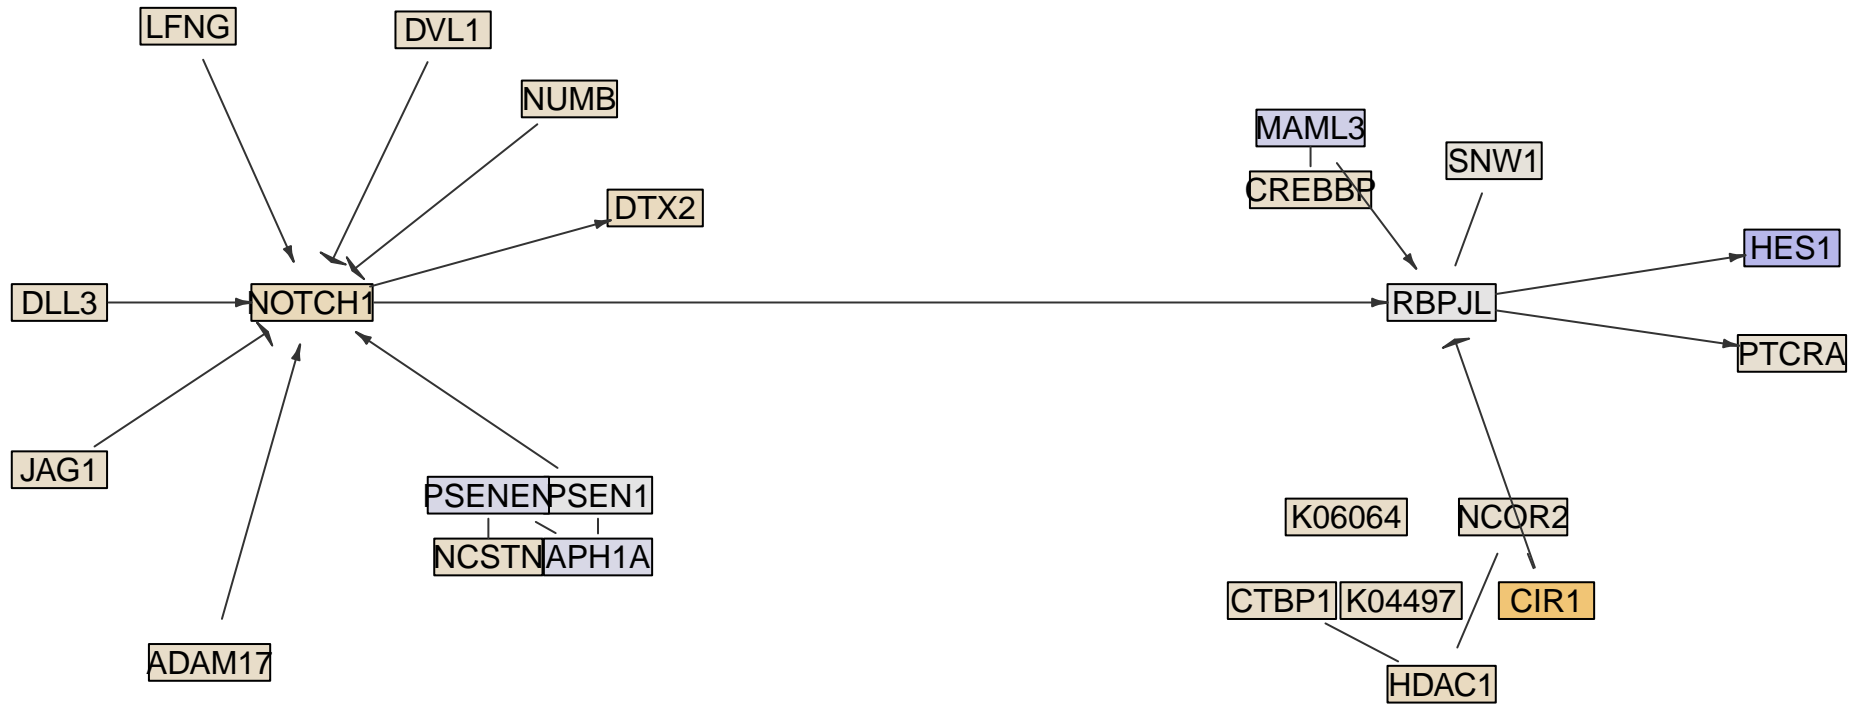 LFNG
DVL1
NUMB
MAML3
SNW1
CREBBP
DTX2
HES1
DLL3
NOTCH1
RBPJL
PTCRA
JAG1
PSENEN
PSEN1
K06064
NCOR2
NCSTN
APH1A
CTBP1
K04497
CIR1
ADAM17
HDAC1